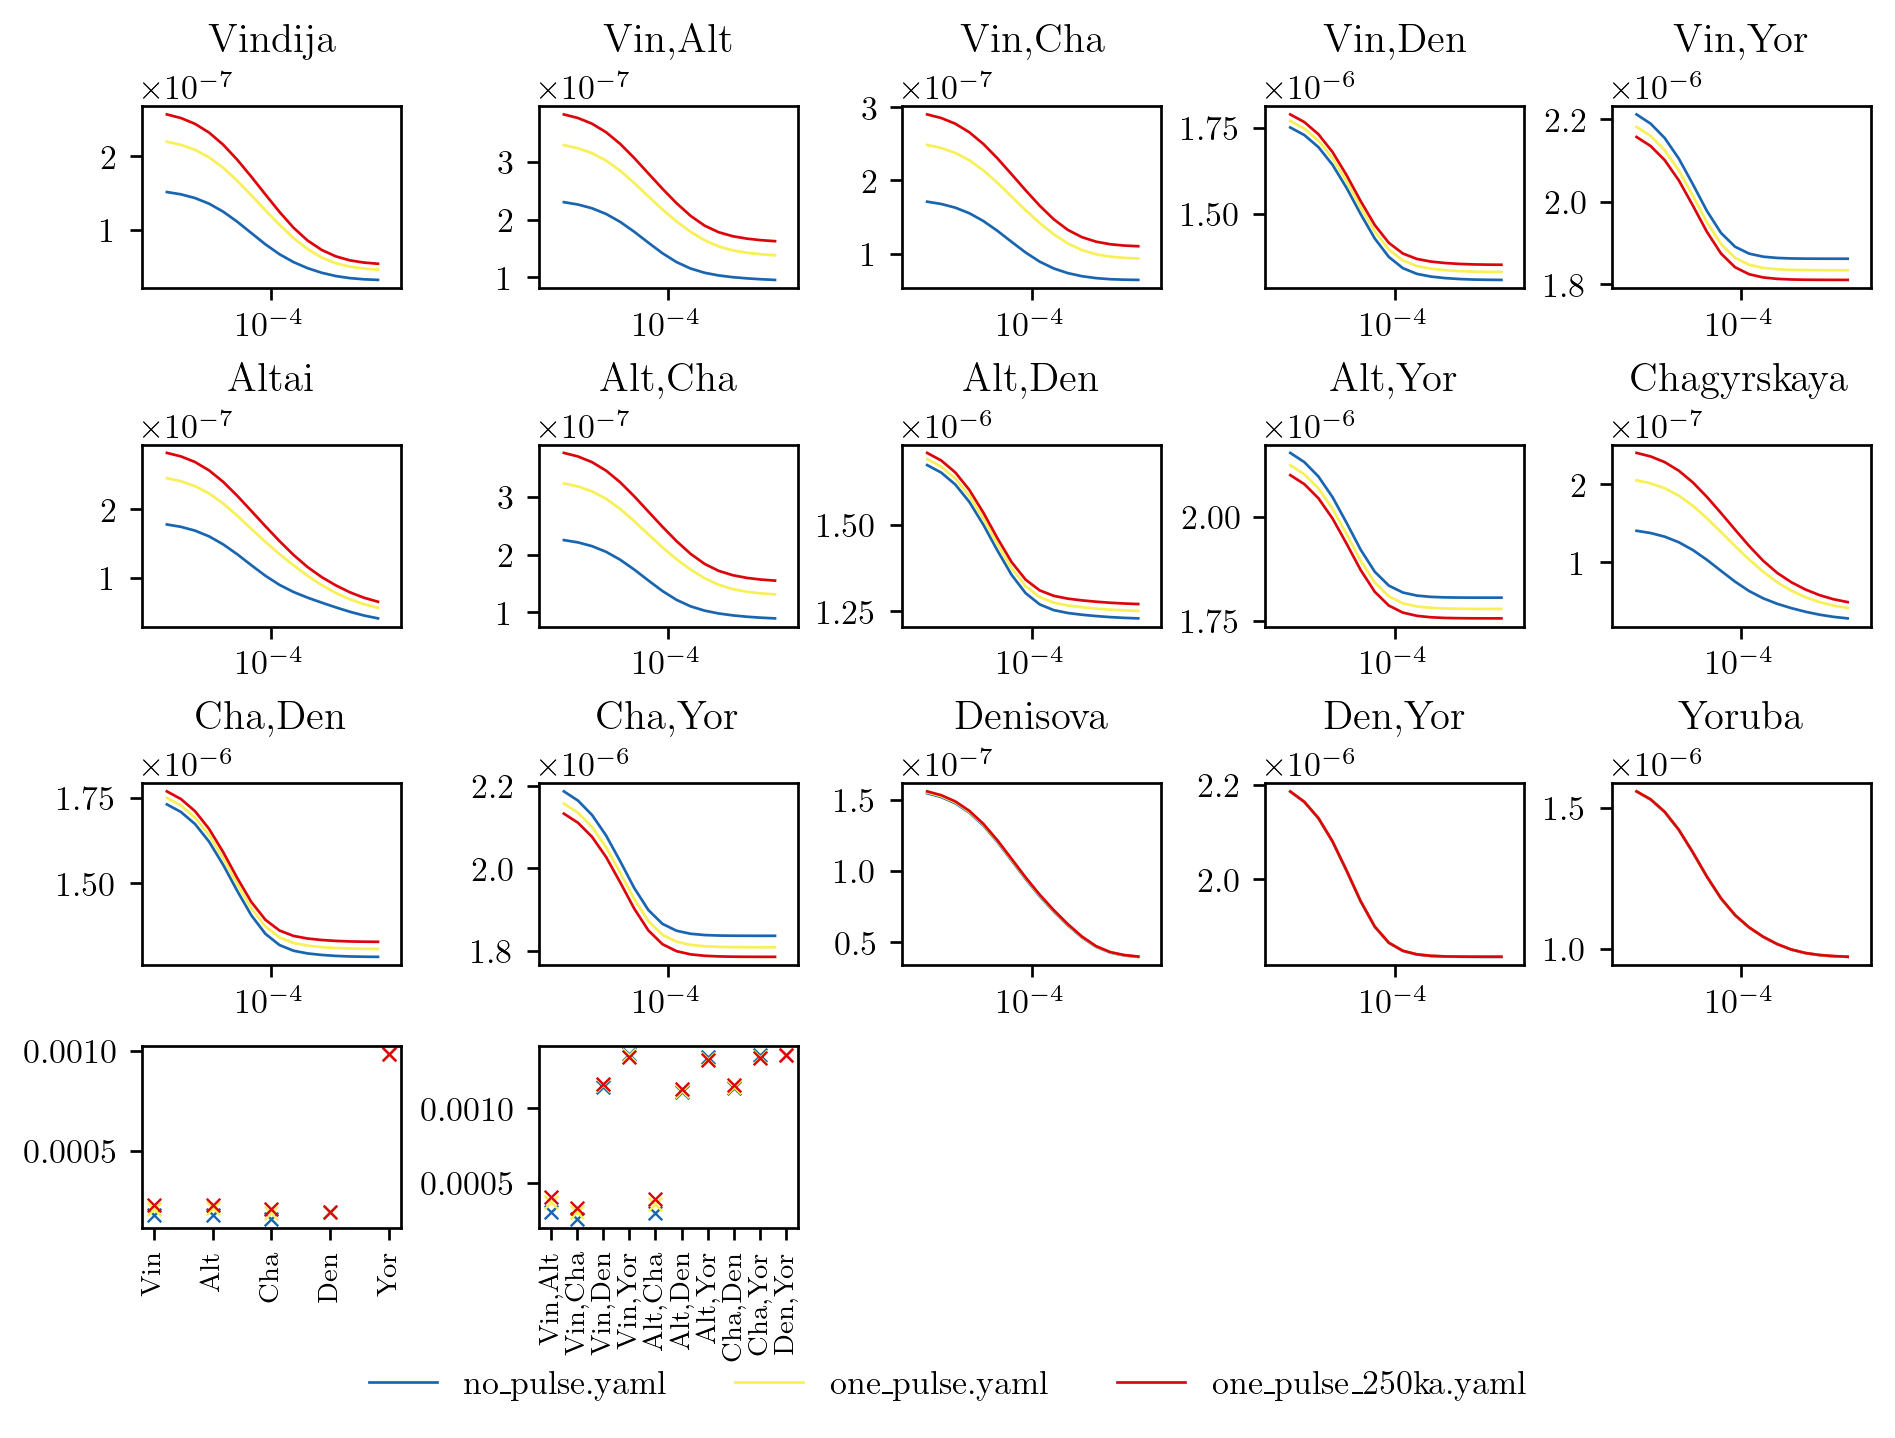 Vindija
Vin,Alt
Vin,Cha
Vin,Den
Vin,Yor
×10⁻⁷
×10⁻⁷
×10⁻⁷
×10⁻⁶
×10⁻⁶
2
1
10⁻⁴
3
2
1
10⁻⁴
3
2
1
10⁻⁴
1.75
1.50
10⁻⁴
2.2
2.0
1.8
10⁻⁴
Altai
Alt,Cha
Alt,Den
Alt,Yor
Chagyrskaya
×10⁻⁷
×10⁻⁷
×10⁻⁶
×10⁻⁶
×10⁻⁷
2
1
10⁻⁴
3
2
1
10⁻⁴
1.50
1.25
10⁻⁴
2.00
1.75
10⁻⁴
2
1
10⁻⁴
Cha,Den
Cha,Yor
Denisova
Den,Yor
Yoruba
×10⁻⁶
×10⁻⁶
×10⁻⁷
×10⁻⁶
×10⁻⁶
1.75
1.50
10⁻⁴
2.2
2.0
1.8
10⁻⁴
1.5
1.0
0.5
10⁻⁴
2.2
2.0
10⁻⁴
1.5
1.0
10⁻⁴
0.0010
0.0005
Vin
Alt
Cha
Den
Yor
0.0010
0.0005
Vin,Alt
Vin,Cha
Vin,Den
Vin,Yor
Alt,Cha
Alt,Den
Alt,Yor
Cha,Den
Cha,Yor
Den,Yor
no_pulse.yaml
one_pulse.yaml
one_pulse_250ka.yaml